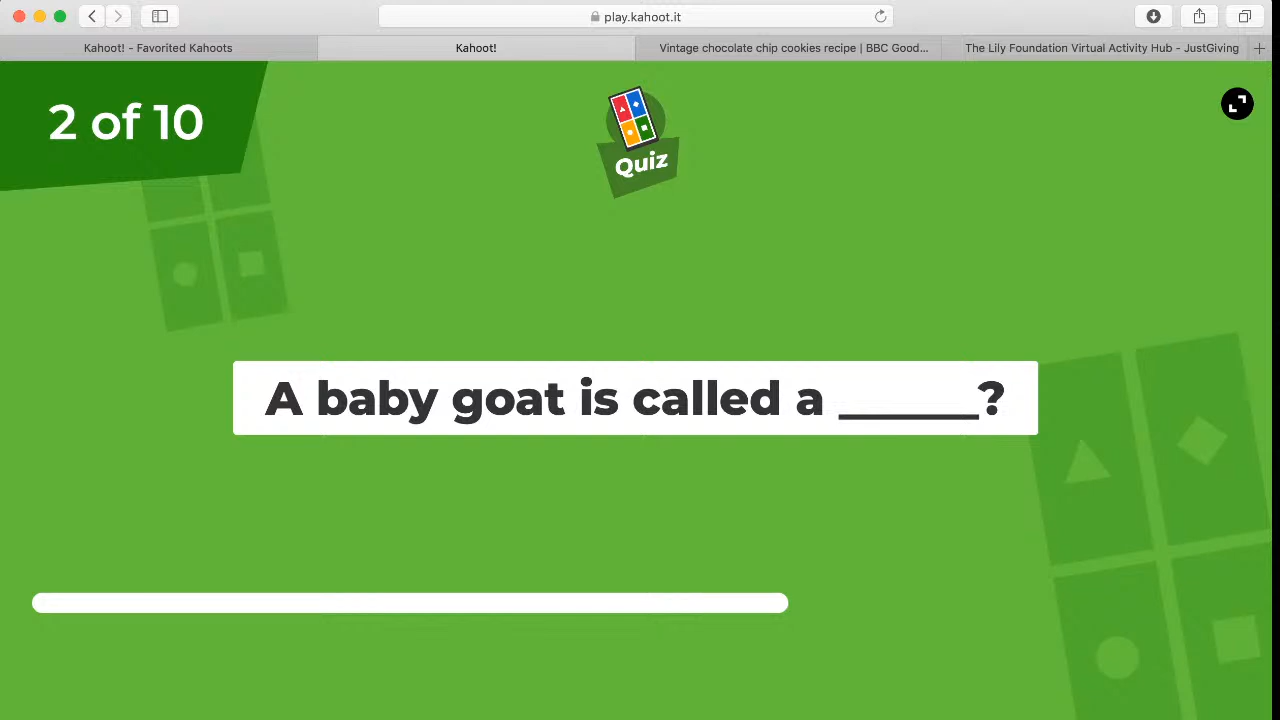 play.kahoot.it
Kahoot! - Favorited Kahoots
Kahoot!
Vintage chocolate chip cookies recipe | BBC Good...
The Lily Foundation Virtual Activity Hub - JustGiving
2 of 10
Quiz
A baby goat is called a ______?